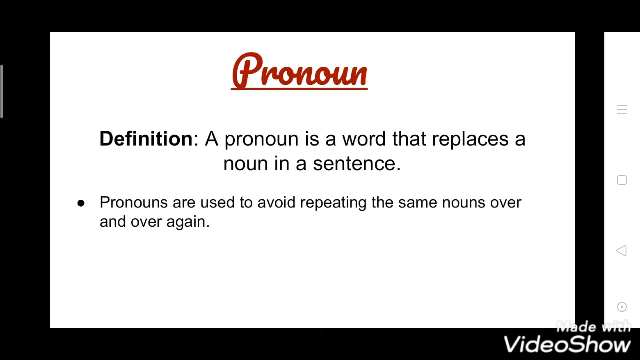 Pronoun
Definition: A pronoun is a word that replaces a
noun in a sentence.
● Pronouns are used to avoid repeating the same nouns over
and over again.
Made with
VideoShow